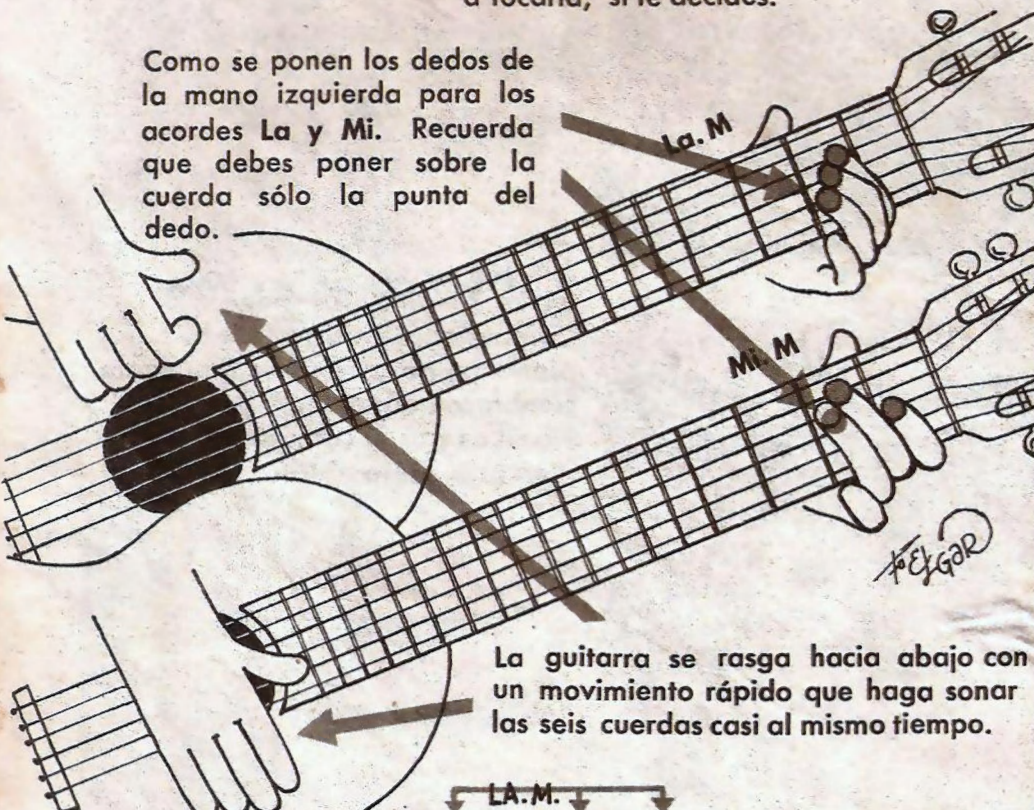 a tocarla, si te decides.
Como se ponen los dedos de
la mano izquierda para los
acordes La y Mi. Recuerda
que debes poner sobre la
cuerda sólo la punta del
dedo.
La. M
Mi. M
La guitarra se rasga hacia abajo con
un movimiento rápido que haga sonar
las seis cuerdas casi al mismo tiempo.
LA.M.